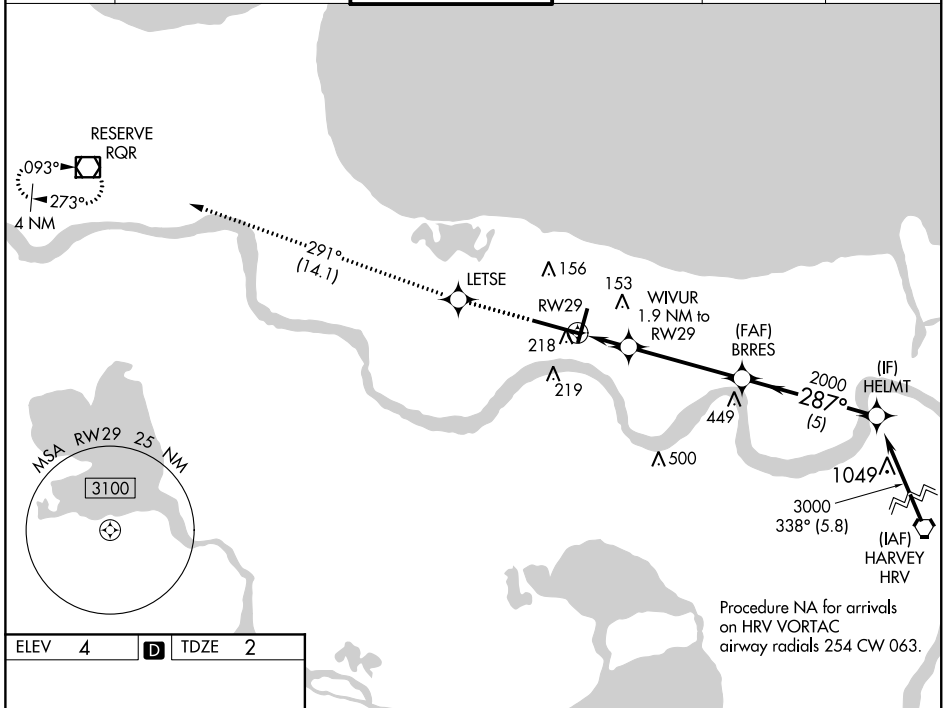 RESERVE
RQR
093°
273°
4 NM
291°
(14.1)
LETSE
156
153
RW29
WIVUR
1.9 NM to
RW29
218
219
(FAF)
BRRES
449
500
2000
287°
(5)
(IF)
HELMT
1049
3000
338° (5.8)
(IAF)
HARVEY
HRV
MSA RW29 25 NM
3100
Procedure NA for arrivals
on HRV VORTAC
airway radials 254 CW 063.
ELEV 4 D TDZE 2